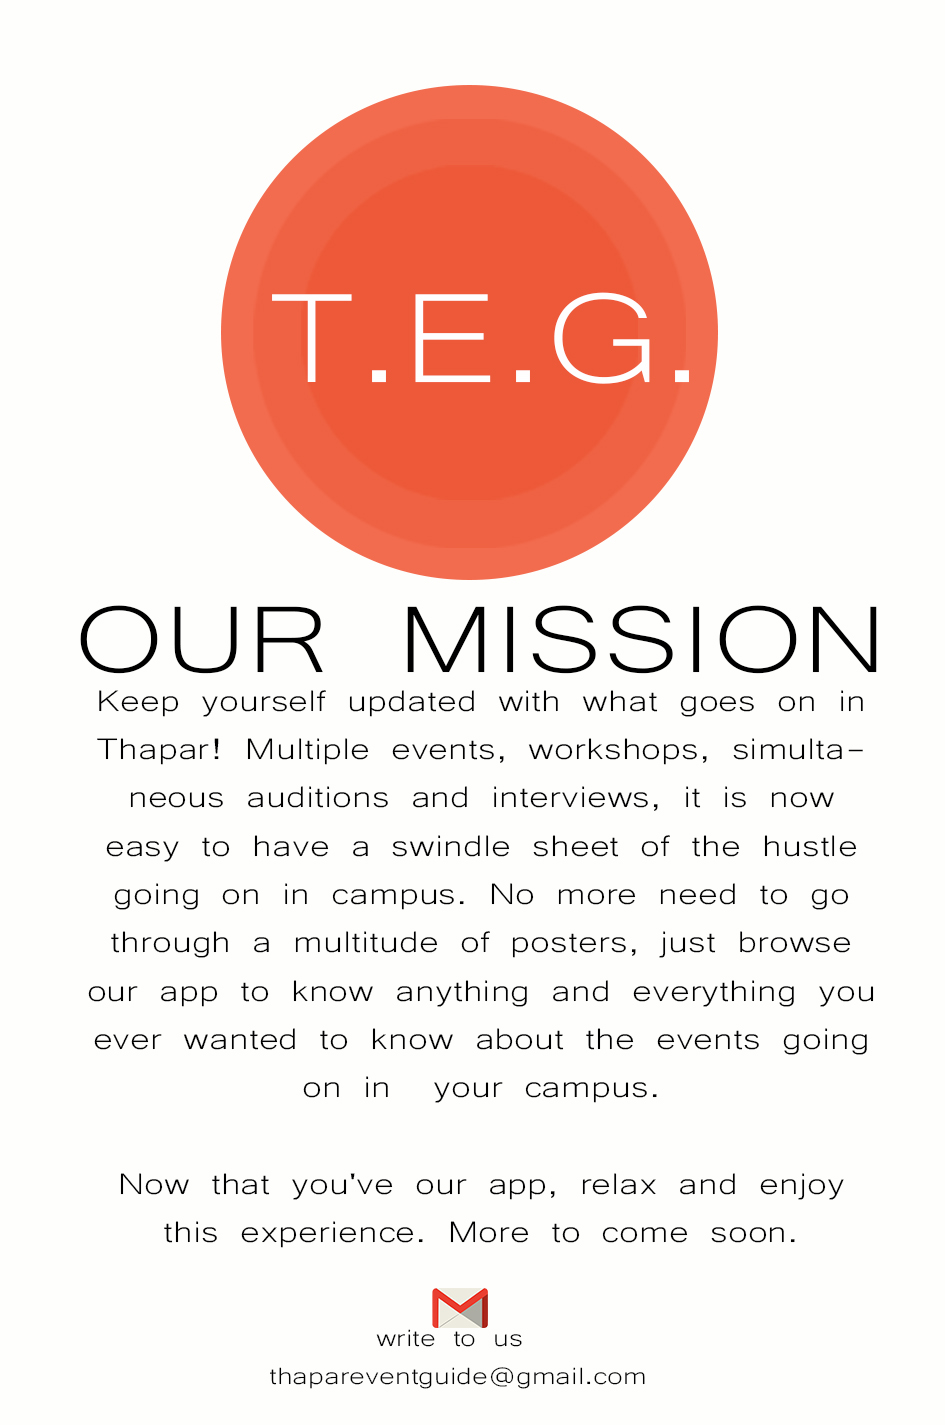 T.E.G.
OUR MISSION
Keep yourself updated with what goes on in
Thapar! Multiple events, workshops, simulta-
neous auditions and interviews, it is now
easy to have a swindle sheet of the hustle
going on in campus. No more need to go
through a multitude of posters, just browse
our app to know anything and everything you
ever wanted to know about the events going
on in your campus.
Now that you've our app, relax and enjoy
this experience. More to come soon.
write to us
thapareventguide@gmail.com